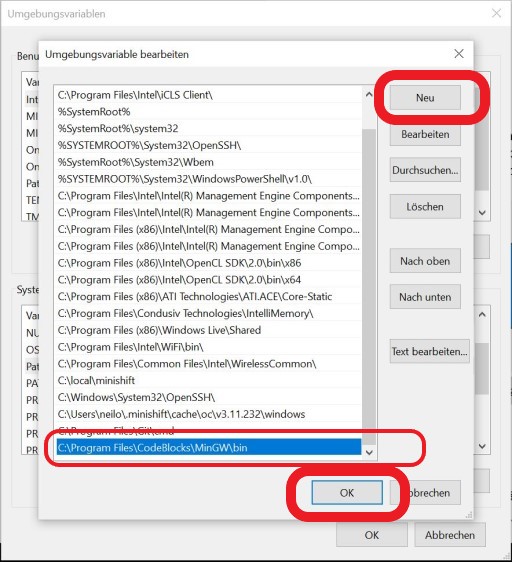 Umgebungsvariablen
Umgebungsvariable bearbeiten
Benu
Var
Int
MI
MI
On
On
Pat
TEM
TM
C:\Program Files\Intel\iCLS Client\
%SystemRoot%
%SystemRoot%\system32
%SYSTEMROOT%\System32\OpenSSH\
%SystemRoot%\System32\Wbem
%SYSTEMROOT%\System32\WindowsPowerShell\v1.0\
C:\Program Files\Intel\Intel(R) Management Engine Components...
C:\Program Files\Intel\Intel(R) Management Engine Components...
C:\Program Files (x86)\Intel\Intel(R) Management Engine Compo...
C:\Program Files (x86)\Intel\Intel(R) Management Engine Compo...
C:\Program Files (x86)\Intel\OpenCL SDK\2.0\bin\x86
C:\Program Files (x86)\Intel\OpenCL SDK\2.0\bin\x64
C:\Program Files (x86)\ATI Technologies\ATI.ACE\Core-Static
C:\Program Files\Condusiv Technologies\IntelliMemory\
C:\Program Files (x86)\Windows Live\Shared
C:\Program Files\Intel\WiFi\bin\
C:\Program Files\Common Files\Intel\WirelessCommon\
C:\local\minishift
C:\Windows\System32\OpenSSH\
C:\Users\neilo\.minishift\cache\oc\v3.11.232\windows
C:\Program Files\Git\cmd
C:\Program Files\CodeBlocks\MinGW\bin
Neu
Bearbeiten
Durchsuchen...
Löschen
Nach oben
Nach unten
Text bearbeiten...
Syste
Var
NU
OS
Pat
PAT
PR
PR
PR
OK
bbrechen
OK
Abbrechen